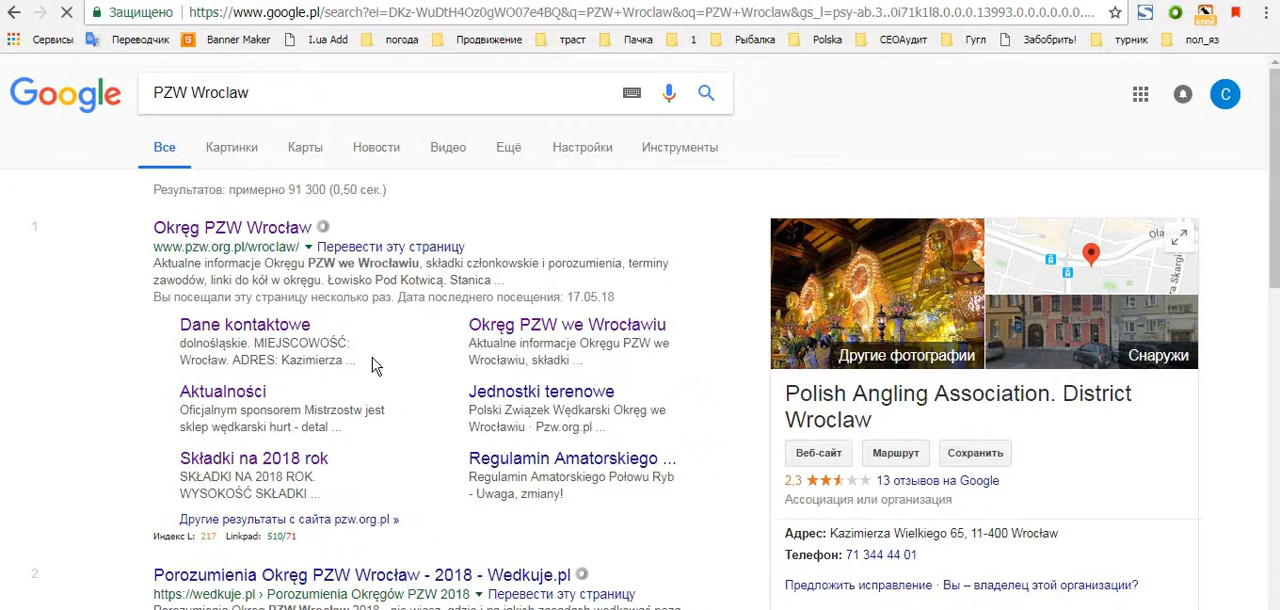 Защищено https://www.google.pl/search?ei=DKz-WuDtH4Oz0gWO07e4BQ&q=PZW+Wroclaw&oq=PZW+Wroclaw&gs_l=psy-ab.3..0i71k1l8.0.0.0.13993.0.0.0.0.0.0.0....
Сервисы Переводчик Banner Maker I.ua Add погода Продвижение траст Пачка 1 Рыбалка Polska СЕОАудит Гугл Забобрить! турник пол_яз
Google PZW Wroclaw C
Все Картинки Карты Новости Видео Ещё Настройки Инструменты
Результатов: примерно 91 300 (0,50 сек.)
1
Okręg PZW Wrocław
www.pzw.org.pl/wroclaw/ Перевести эту страницу
Aktualne informacje Okręgu PZW we Wrocławiu, składki członkowskie i porozumienia, terminy
zawodów, linki do kół w okręgu. Łowisko Pod Kotwicą. Stanica ...
Вы посещали эту страницу несколько раз. Дата последнего посещения: 17.05.18
Dane kontaktowe
dolnośląskie. MIEJSCOWOŚĆ:
Wrocław. ADRES: Kazimierza ...
Okręg PZW we Wrocławiu
Aktualne informacje Okręgu PZW we
Wrocławiu, składki ...
Aktualności
Oficjalnym sponsorem Mistrzostw jest
sklep wędkarski hurt - detal ...
Jednostki terenowe
Polski Związek Wędkarski Okręg we
Wrocławiu · Pzw.org.pl ...
Składki na 2018 rok
SKŁADKI NA 2018 ROK.
WYSOKOŚĆ SKŁADKI ...
Regulamin Amatorskiego ...
Regulamin Amatorskiego Połowu Ryb
- Uwaga, zmiany!
Другие результаты с сайта pzw.org.pl »
Индекс L: 217 Linkpad: 510/71
2
Porozumienia Okręg PZW Wrocław - 2018 - Wedkuje.pl
https://wedkuje.pl › Porozumienia Okręgów PZW 2018 Перевести эту страницу
Porozumienia Okręg PZW Wrocław 2018
Ola
Skargi
Другие фотографии
Снаружи
Polish Angling Association. District
Wroclaw
Веб-сайт Маршрут Сохранить
2,3 13 отзывов на Google
Ассоциация или организация
Адрес: Kazimierza Wielkiego 65, 11-400 Wrocław
Телефон: 71 344 44 01
Предложить исправление · Вы – владелец этой организации?